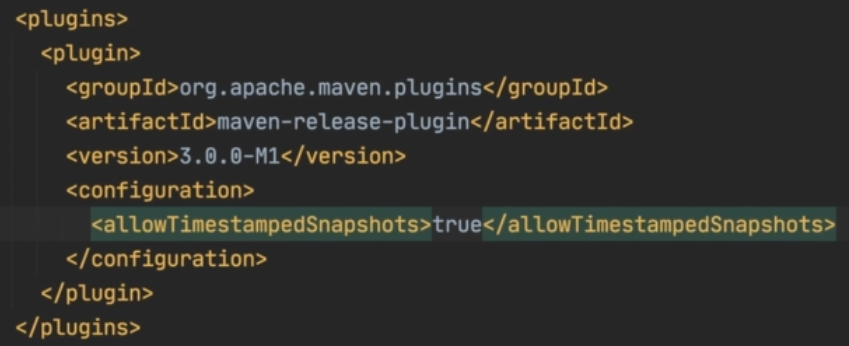 <plugins>
<plugin>
<groupId>org.apache.maven.plugins</groupId>
<artifactId>maven-release-plugin</artifactId>
<version>3.0.0-M1</version>
<configuration>
<allowTimestampedSnapshots>true</allowTimestampedSnapshots>
</configuration>
</plugin>
</plugins>